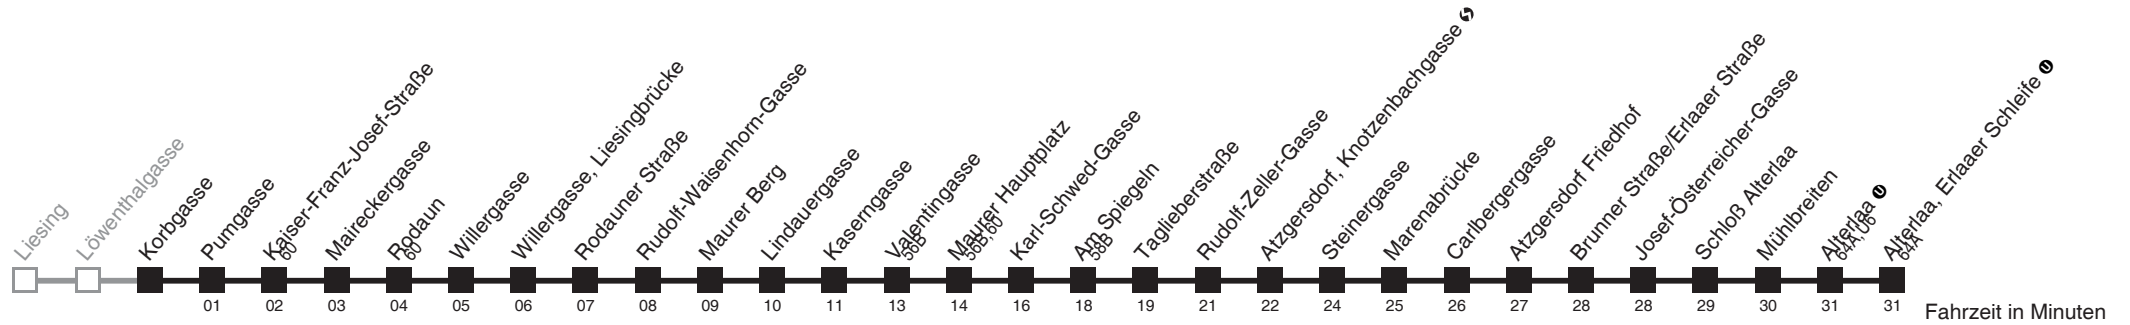 Liesing
Löwenthalgasse
Korbgasse
Purngasse
Kaiser-Franz-Josef-Straße
60
Maireckergasse
Rodaun
60
Willergasse
Willergasse, Liesingbrücke
Rodauner Straße
Rudolf-Waisenhorn-Gasse
Maurer Berg
Lindauergasse
Kaserngasse
Valentingasse
56B
Maurer Hauptplatz
56B,60
Karl-Schwed-Gasse
Am Spiegeln
58B
Taglieberstraße
Rudolf-Zeller-Gasse
Atzgersdorf, Knotzenbachgasse S
Steinergasse
Marenabrücke
Carlbergergasse
Atzgersdorf Friedhof
Brunner Straße/Erlaaer Straße
Josef-Österreicher-Gasse
Schloß Alterlaa
Mühlbreiten
Alterlaa U
64A,U6
Alterlaa, Erlaaer Schleife U
64A
01 02 03 04 05 06 07 08 09 10 11 13 14 16 18 19 21 22 24 25 26 27 28 28 29 30 31 31 Fahrzeit in Minuten